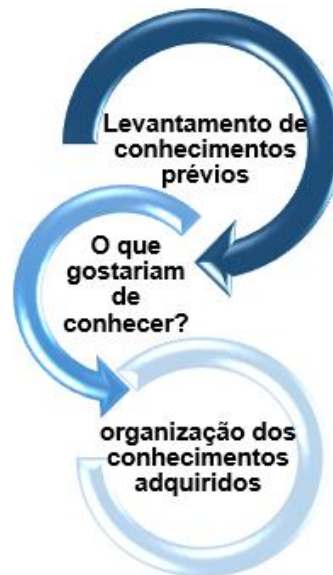 Levantamento de
conhecimentos
prévios
O que
gostariam
de
conhecer?
organização dos
conhecimentos
adquiridos